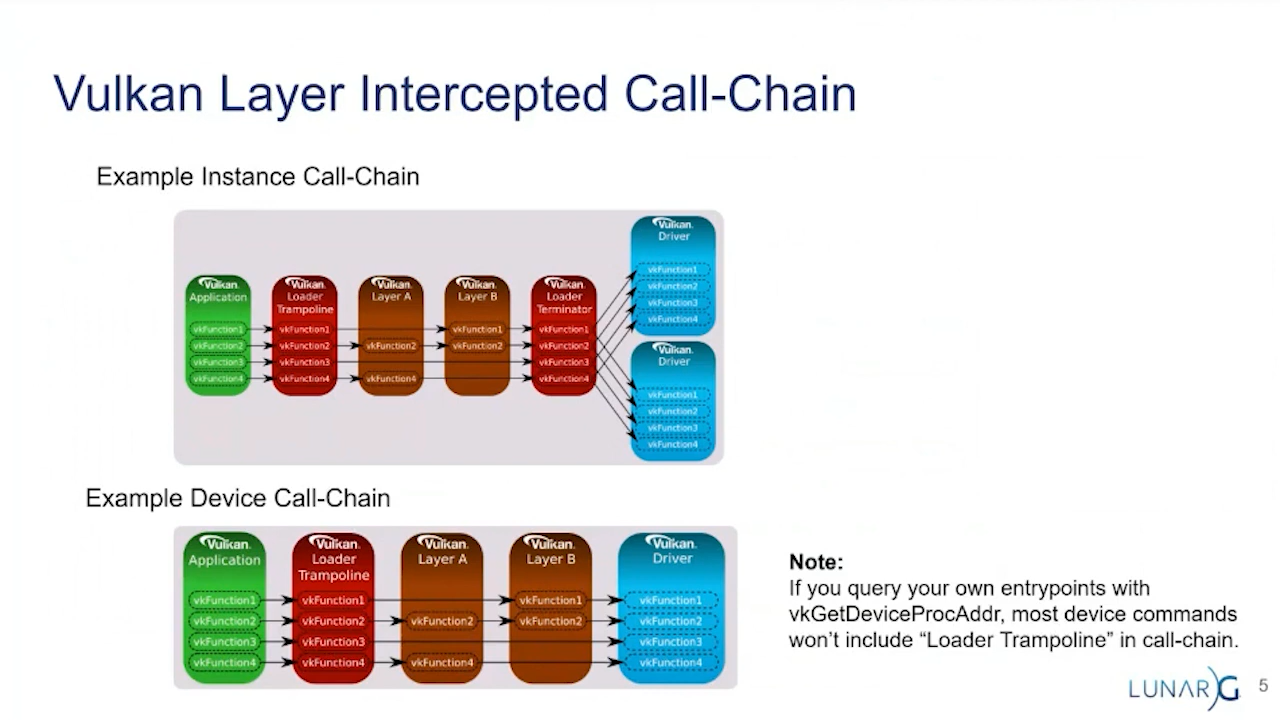 Vulkan Layer Intercepted Call-Chain
Example Instance Call-Chain
Vulkan.
Application
vkFunction1
vkFunction2
vkFunction3
vkFunction4
Vulkan.
Loader
Trampoline
vkFunction1
vkFunction2
vkFunction3
vkFunction4
Vulkan.
Layer A
vkFunction2
vkFunction4
Vulkan.
Layer B
vkFunction1
vkFunction2
Vulkan.
Loader
Terminator
vkFunction1
vkFunction2
vkFunction3
vkFunction4
Vulkan.
Driver
vkFunction1
vkFunction2
vkFunction3
vkFunction4
Vulkan.
Driver
vkFunction1
vkFunction2
vkFunction3
vkFunction4
Example Device Call-Chain
Vulkan.
Application
vkFunction1
vkFunction2
vkFunction3
vkFunction4
Vulkan.
Loader
Trampoline
vkFunction1
vkFunction2
vkFunction3
vkFunction4
Vulkan.
Layer A
vkFunction2
vkFunction4
Vulkan.
Layer B
vkFunction1
vkFunction2
Vulkan.
Driver
vkFunction1
vkFunction2
vkFunction3
vkFunction4
Note:
If you query your own entrypoints with
vkGetDeviceProcAddr, most device commands
won’t include “Loader Trampoline” in call-chain.
LUNAR G
5